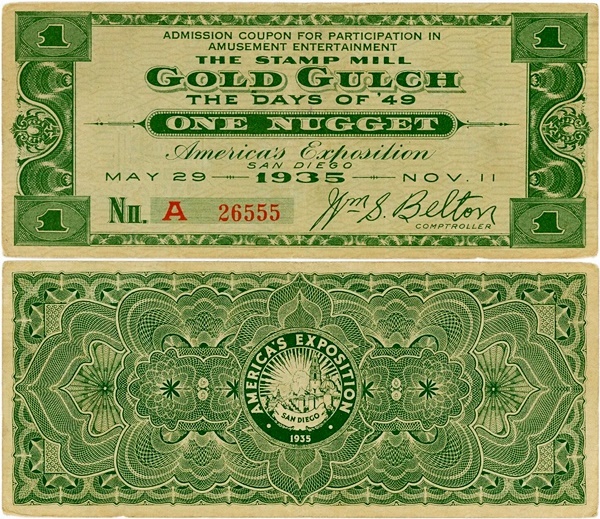 1 1
ADMISSION COUPON FOR PARTICIPATION IN
AMUSEMENT ENTERTAINMENT
THE STAMP MILL
GOLD GULCH
THE DAYS OF '49
ONE NUGGET
America's Exposition
SAN DIEGO
MAY 29 — 1935 — NOV. 11
No. A 26555 Wm S. Belton
COMPTROLLER
1 1
AMERICA'S EXPOSITION
SAN DIEGO
1935